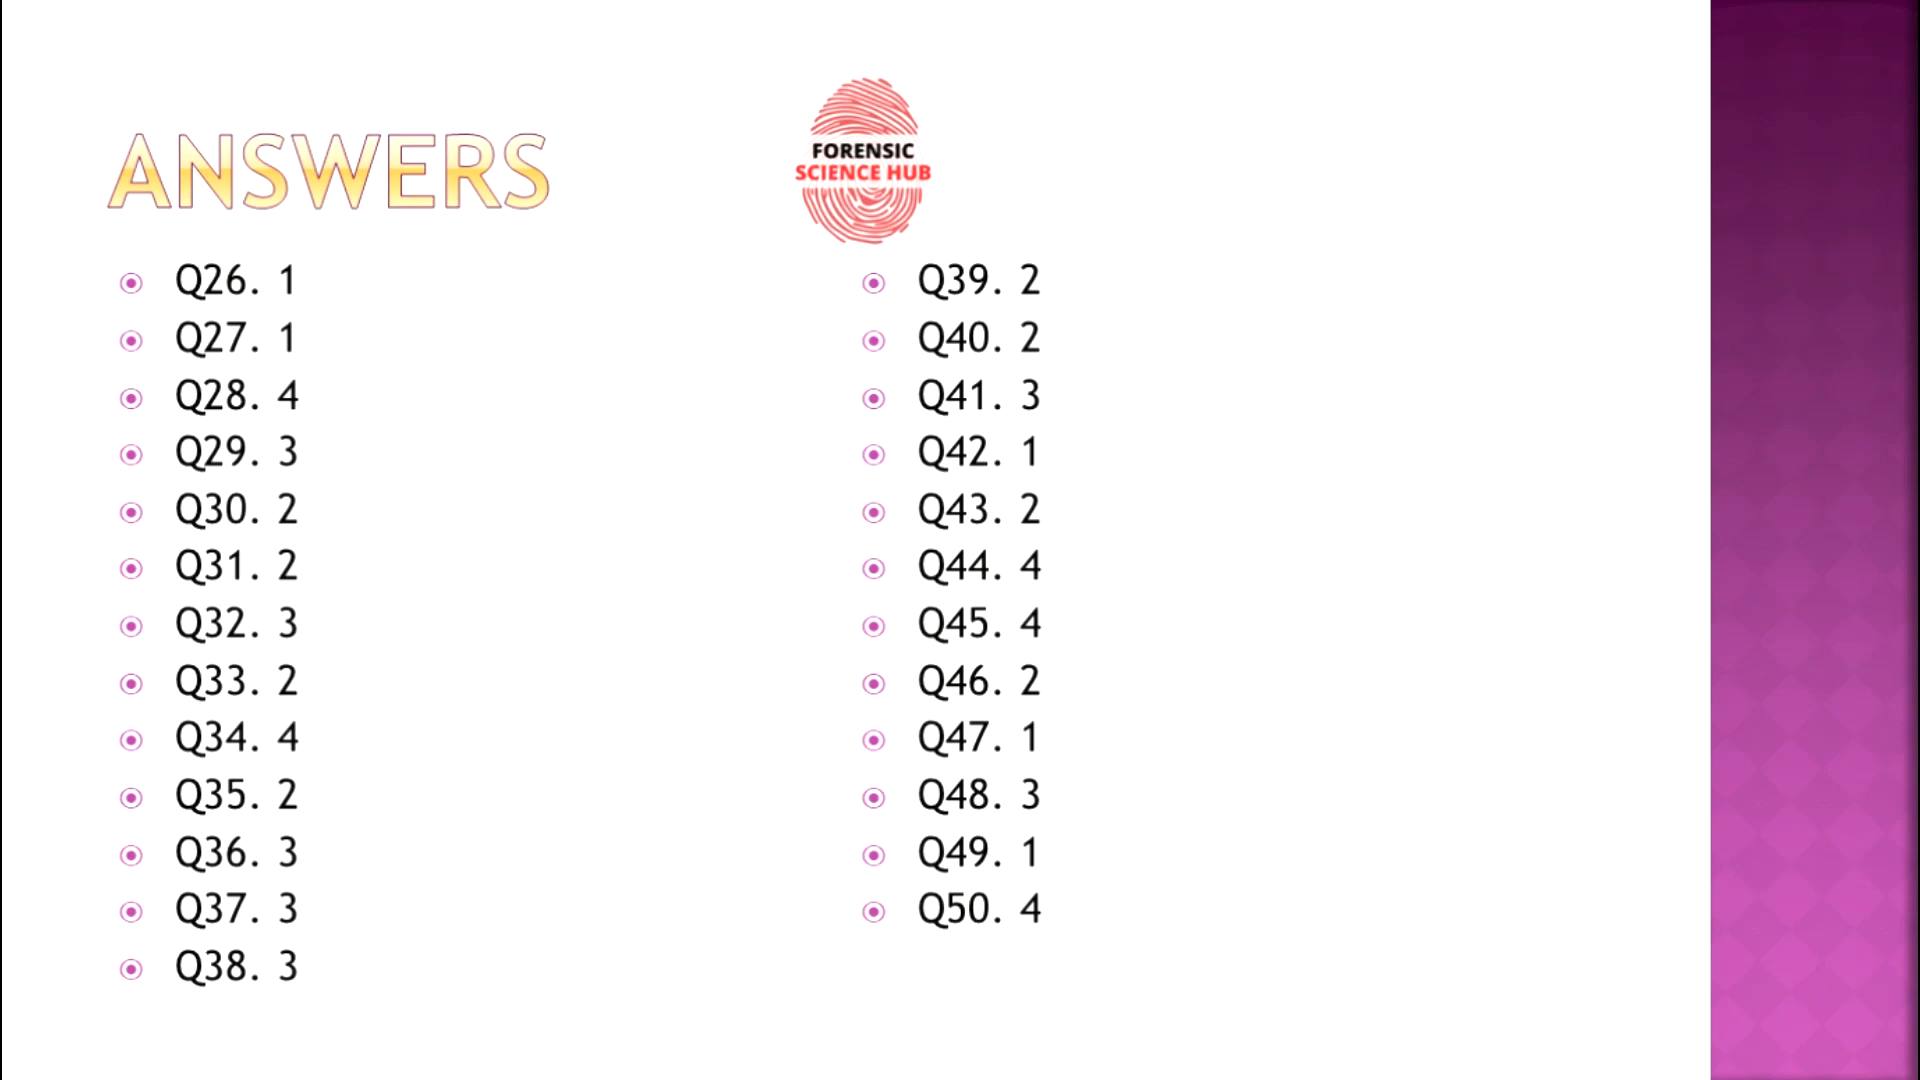 ANSWERS
FORENSIC
SCIENCE HUB
Q26. 1
Q27. 1
Q28. 4
Q29. 3
Q30. 2
Q31. 2
Q32. 3
Q33. 2
Q34. 4
Q35. 2
Q36. 3
Q37. 3
Q38. 3
Q39. 2
Q40. 2
Q41. 3
Q42. 1
Q43. 2
Q44. 4
Q45. 4
Q46. 2
Q47. 1
Q48. 3
Q49. 1
Q50. 4